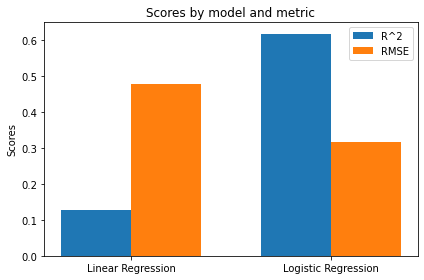 Scores by model and metric
R^2
RMSE
Scores
0.6
0.5
0.4
0.3
0.2
0.1
0.0
Linear Regression
Logistic Regression